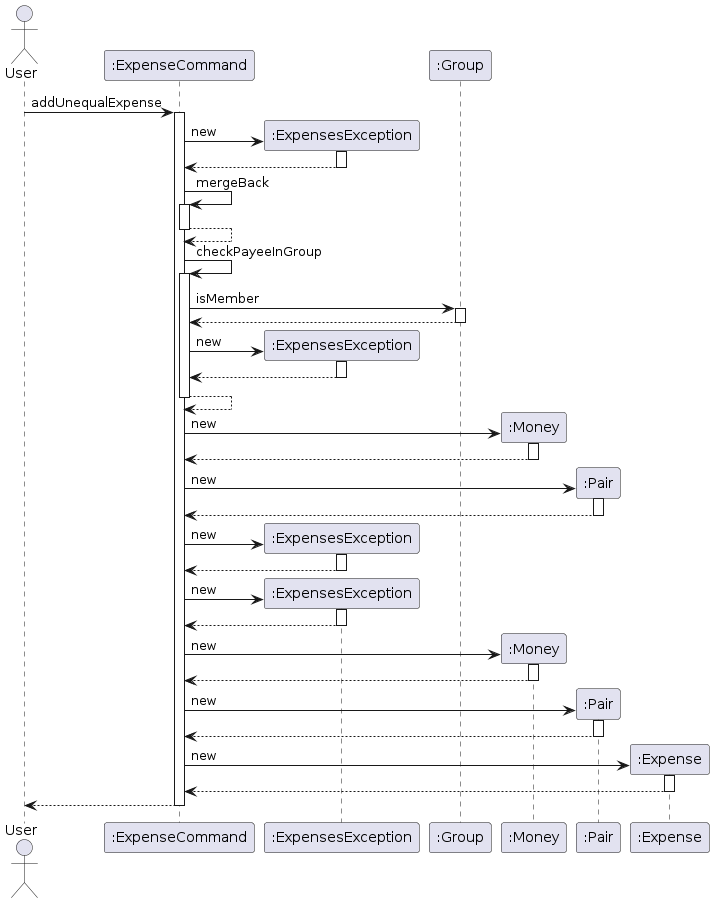 User
:ExpenseCommand
:Group
addUnequalExpense
new
:ExpensesException
mergeBack
checkPayeeInGroup
isMember
new
:ExpensesException
new
:Money
new
:Pair
new
:ExpensesException
new
:ExpensesException
new
:Money
new
:Pair
new
:Expense
User
:ExpenseCommand
:ExpensesException
:Group
:Money
:Pair
:Expense